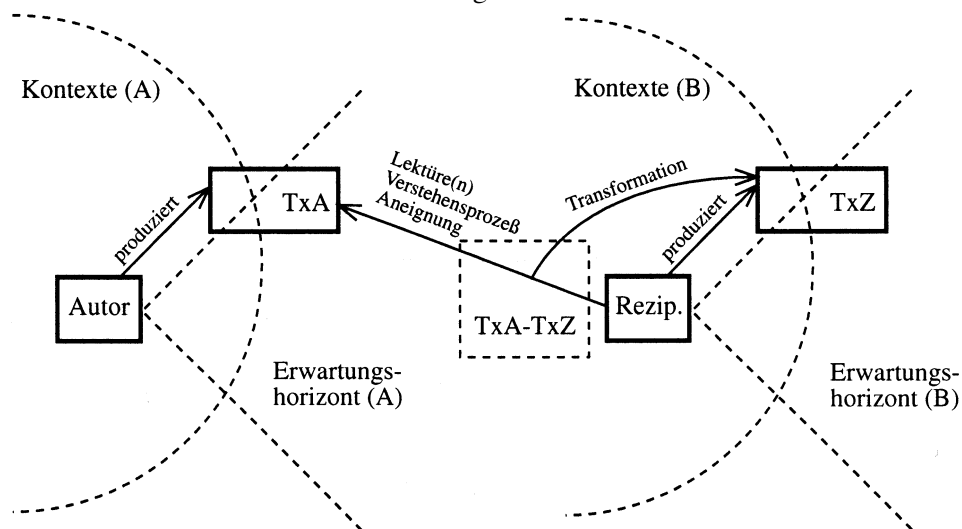 Kontexte (A)
Kontexte (B)
Lektüre(n)
Verstehensprozeß
Aneignung
Transformation
produziert
TxA
produziert
TxZ
Autor
TxA-TxZ
Rezip.
Erwartungs-
horizont (A)
Erwartungs-
horizont (B)